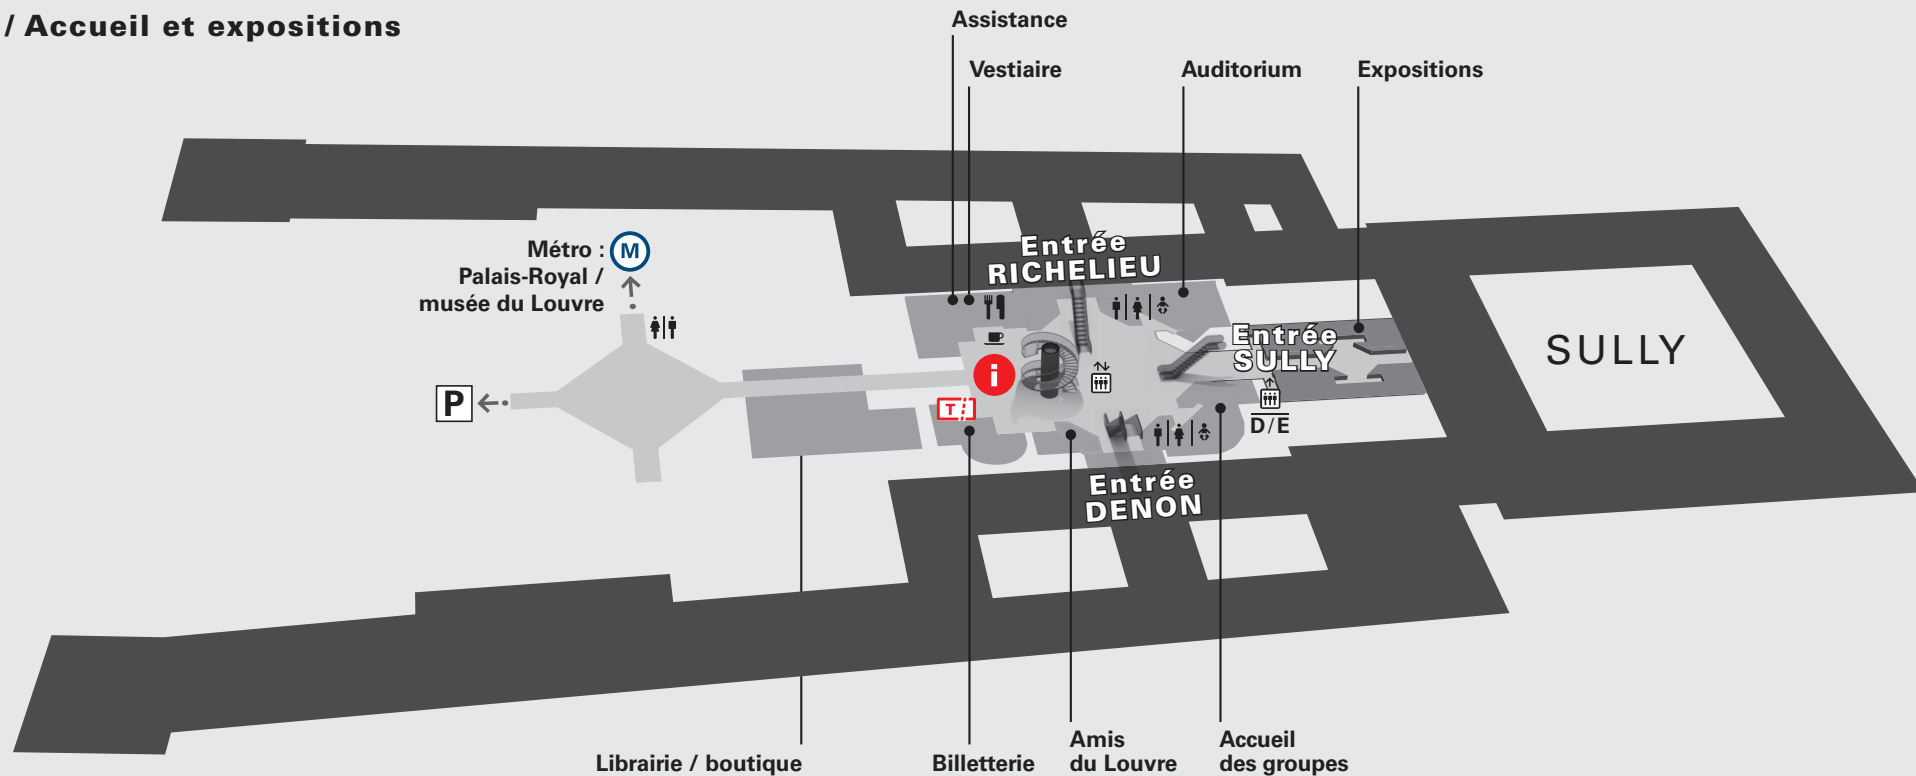 / Accueil et expositions
Assistance
Vestiaire
Auditorium
Expositions
Métro :
M
Palais-Royal /
musée du Louvre
Entrée
RICHELIEU
Entrée
SULLY
SULLY
i
P
T
D/E
Entrée
DENON
Librairie / boutique
Billetterie
Amis
du Louvre
Accueil
des groupes